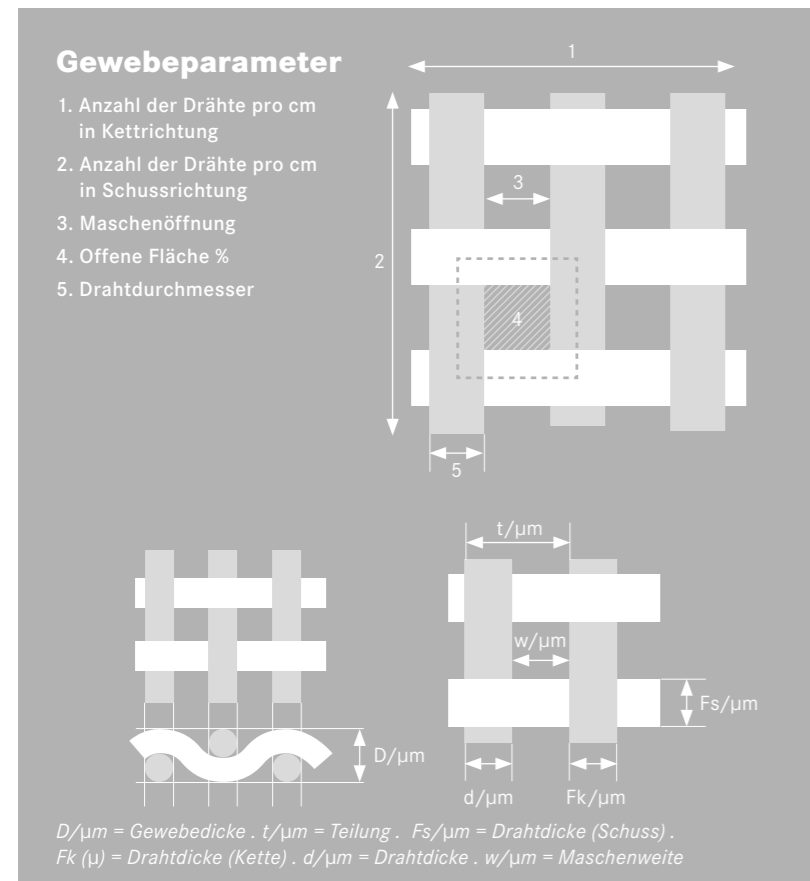 Gewebeparameter
1. Anzahl der Drähte pro cm
in Kettrichtung
2. Anzahl der Drähte pro cm
in Schussrichtung
3. Maschenöffnung
4. Offene Fläche %
5. Drahtdurchmesser
1
2
3
4
5
t/µm
w/µm
Fs/µm
D/µm
d/µm
Fk/µm
D/µm = Gewebedicke . t/µm = Teilung . Fs/µm = Drahtdicke (Schuss) .
Fk (µ) = Drahtdicke (Kette) . d/µm = Drahtdicke . w/µm = Maschenweite